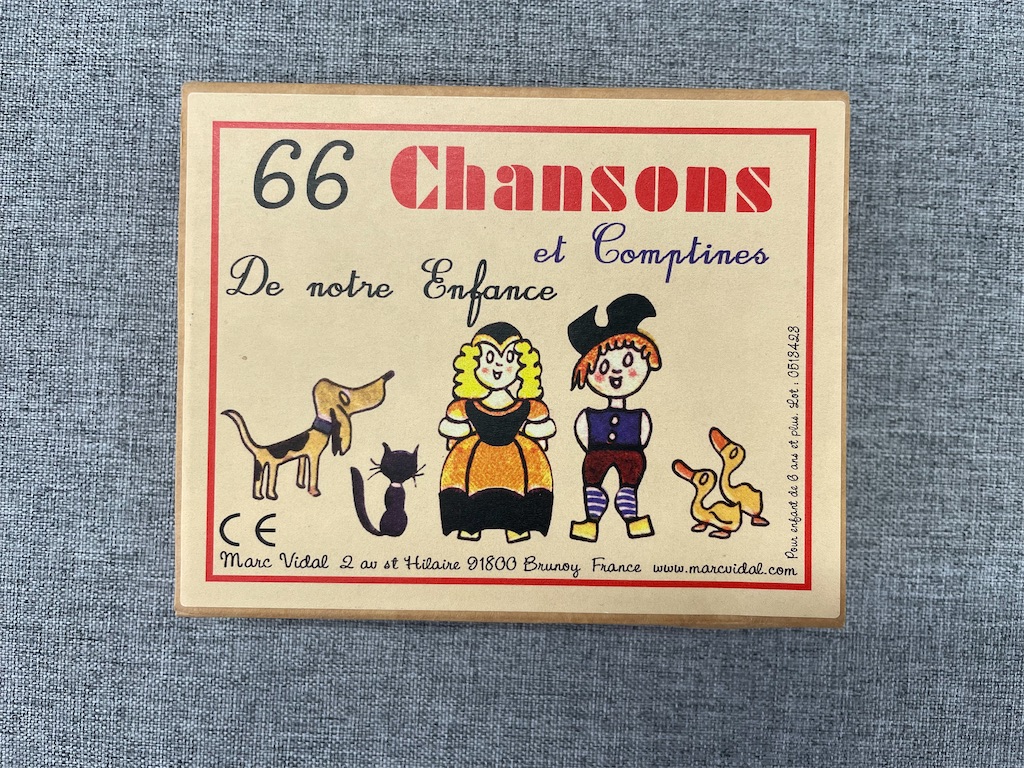 66 Chansons
et Comptines
De notre Enfance
CE
Marc Vidal 2 av st Hilaire 91800 Brunoy France www.marcvidal.com
Pour enfant de 6 ans et plus. Lot : 0513423